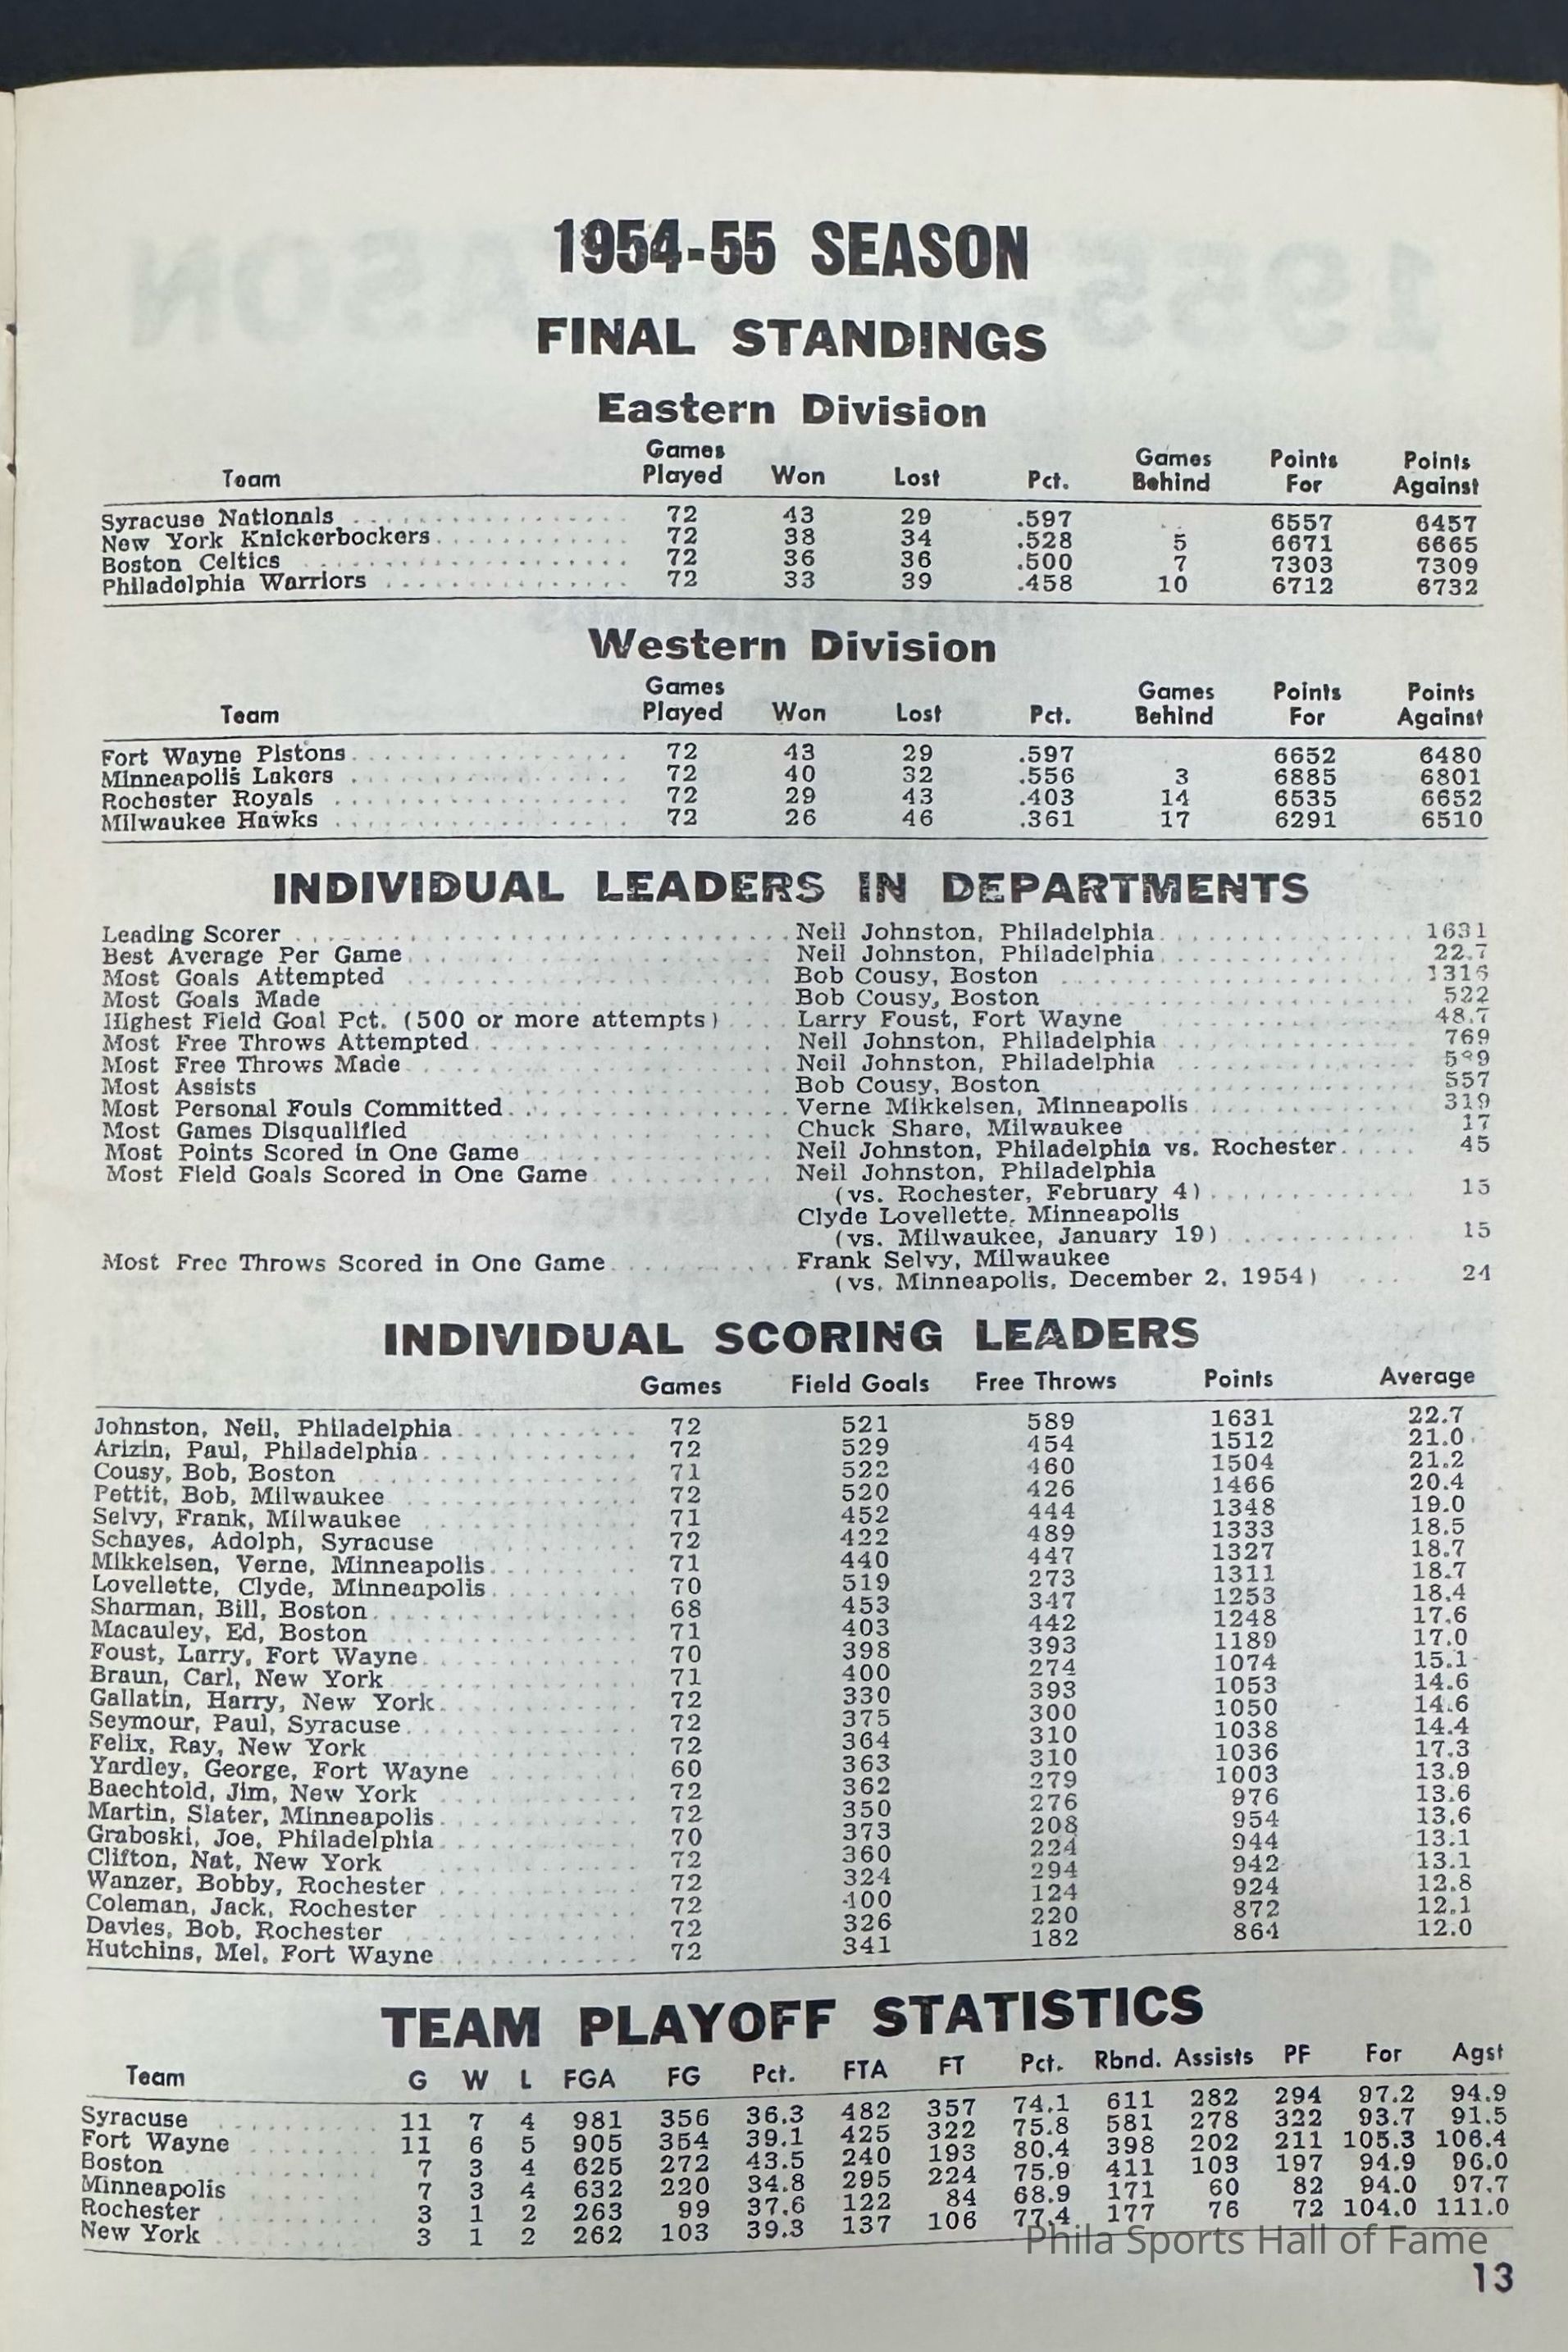 1954-55 SEASON
FINAL STANDINGS
Eastern Division
Team Games Played Won Lost Pct. Games Behind Points For Points Against
Syracuse Nationals 72 43 29 .597 6557 6457
New York Knickerbockers 72 38 34 .528 5 6671 6665
Boston Celtics 72 36 36 .500 7 7303 7309
Philadelphia Warriors 72 33 39 .458 10 6712 6732
Western Division
Team Games Played Won Lost Pct. Games Behind Points For Points Against
Fort Wayne Pistons 72 43 29 .597 6652 6480
Minneapolis Lakers 72 40 32 .556 3 6885 6801
Rochester Royals 72 29 43 .403 14 6535 6652
Milwaukee Hawks 72 26 46 .361 17 6291 6510
INDIVIDUAL LEADERS IN DEPARTMENTS
Leading Scorer Neil Johnston, Philadelphia 1631
Best Average Per Game Neil Johnston, Philadelphia 22.7
Most Goals Attempted Bob Cousy, Boston 1316
Most Goals Made Bob Cousy, Boston 522
Highest Field Goal Pct. (500 or more attempts) Larry Foust, Fort Wayne 48.7
Most Free Throws Attempted Neil Johnston, Philadelphia 769
Most Free Throws Made Neil Johnston, Philadelphia 589
Most Assists Bob Cousy, Boston 557
Most Personal Fouls Committed Verne Mikkelsen, Minneapolis 319
Most Games Disqualified Chuck Share, Milwaukee 17
Most Points Scored in One Game Neil Johnston, Philadelphia vs. Rochester 45
Most Field Goals Scored in One Game Neil Johnston, Philadelphia
(vs. Rochester, February 4) 15
Clyde Lovellette, Minneapolis
(vs. Milwaukee, January 19) 15
Most Free Throws Scored in One Game Frank Selvy, Milwaukee
(vs. Minneapolis, December 2, 1954) 24
INDIVIDUAL SCORING LEADERS
Games Field Goals Free Throws Points Average
Johnston, Neil, Philadelphia 72 521 589 1631 22.7
Arizin, Paul, Philadelphia 72 529 454 1512 21.0
Cousy, Bob, Boston 71 522 460 1504 21.2
Pettit, Bob, Milwaukee 72 520 426 1466 20.4
Selvy, Frank, Milwaukee 71 452 444 1348 19.0
Schayes, Adolph, Syracuse 72 422 489 1333 18.5
Mikkelsen, Verne, Minneapolis 71 440 447 1327 18.7
Lovellette, Clyde, Minneapolis 70 519 273 1311 18.7
Sharman, Bill, Boston 68 453 347 1253 18.4
Macauley, Ed, Boston 71 403 442 1248 17.6
Foust, Larry, Fort Wayne 70 398 393 1189 17.0
Braun, Carl, New York 71 400 274 1074 15.1
Gallatin, Harry, New York 72 330 393 1053 14.6
Seymour, Paul, Syracuse 72 375 300 1050 14.6
Felix, Ray, New York 72 364 310 1038 14.4
Yardley, George, Fort Wayne 60 363 310 1036 17.3
Baechtold, Jim, New York 72 362 279 1003 13.9
Martin, Slater, Minneapolis 72 350 276 976 13.6
Graboski, Joe, Philadelphia 70 373 208 954 13.6
Clifton, Nat, New York 72 360 224 944 13.1
Wanzer, Bobby, Rochester 72 324 294 942 13.1
Coleman, Jack, Rochester 72 400 124 924 12.8
Davies, Bob, Rochester 72 326 220 872 12.1
Hutchins, Mel, Fort Wayne 72 341 182 864 12.0
TEAM PLAYOFF STATISTICS
Team G W L FGA FG Pct. FTA FT Pct. Rbnd. Assists PF For Agst
Syracuse 11 7 4 981 356 36.3 482 357 74.1 611 282 294 97.2 94.9
Fort Wayne 11 6 5 905 354 39.1 425 322 75.8 581 278 322 93.7 91.5
Boston 7 3 4 625 272 43.5 240 193 80.4 398 202 211 105.3 106.4
Minneapolis 7 3 4 632 220 34.8 295 224 75.9 411 103 197 94.9 96.0
Rochester 3 1 2 263 99 37.6 122 84 68.9 171 60 82 94.0 97.7
New York 3 1 2 262 103 39.3 137 106 77.4 177 76 72 104.0 111.0
Phila Sports Hall of Fame
13